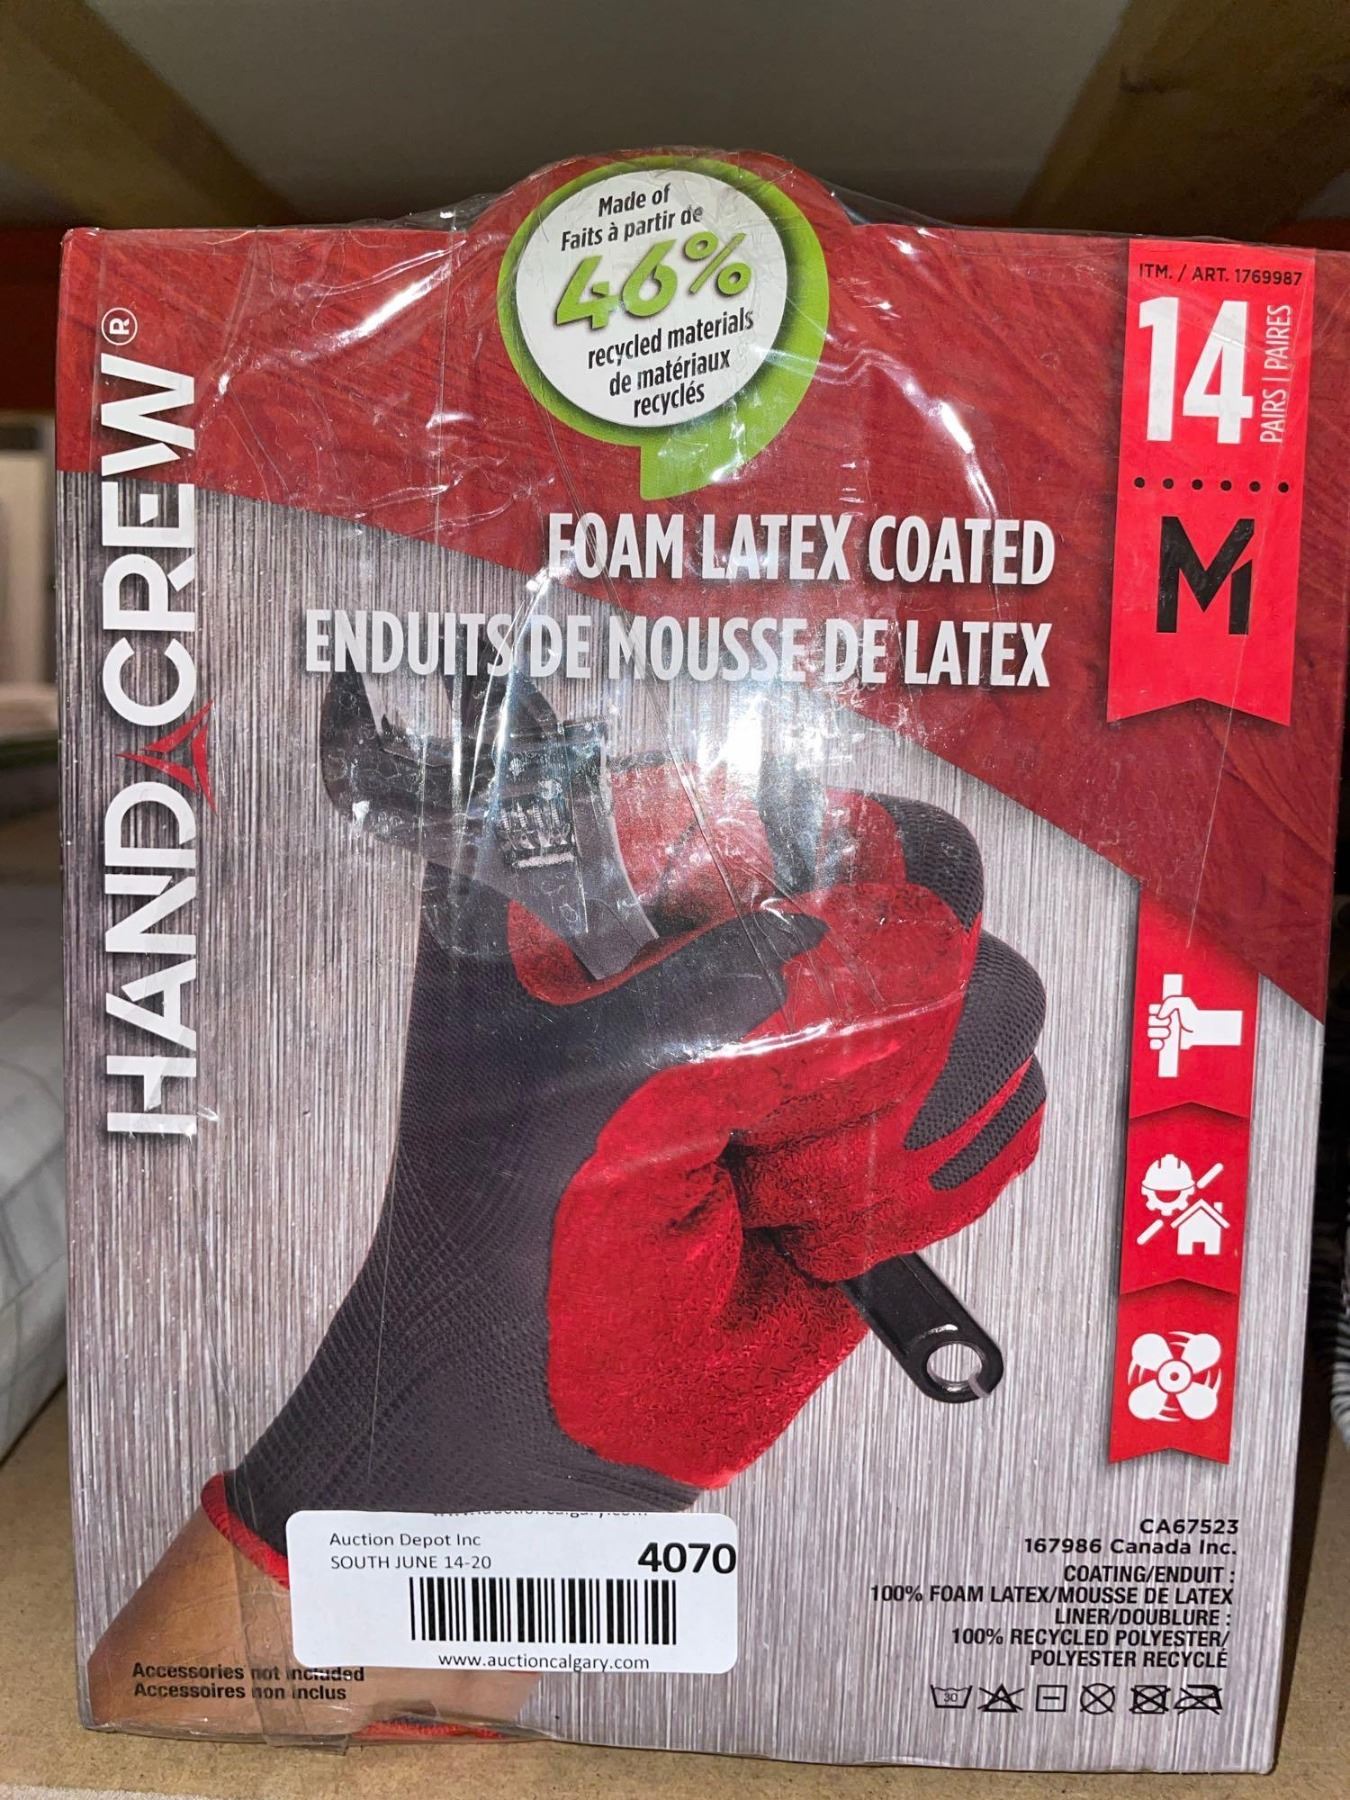 Made of
Faits à partir de
46%
recycled materials
de matériaux
recyclés
ITM. / ART. 1769987
14
PAIRS | PAIRES
M
HAND CREW®
FOAM LATEX COATED
ENDUITS DE MOUSSE DE LATEX
Auction Depot Inc
SOUTH JUNE 14-20
4070
www.auctioncalgary.com
Accessories not included
Accessoires non inclus
CA67523
167986 Canada Inc.
COATING/ENDUIT :
100% FOAM LATEX/MOUSSE DE LATEX
LINER/DOUBLURE :
100% RECYCLED POLYESTER/
POLYESTER RECYCLÉ
30